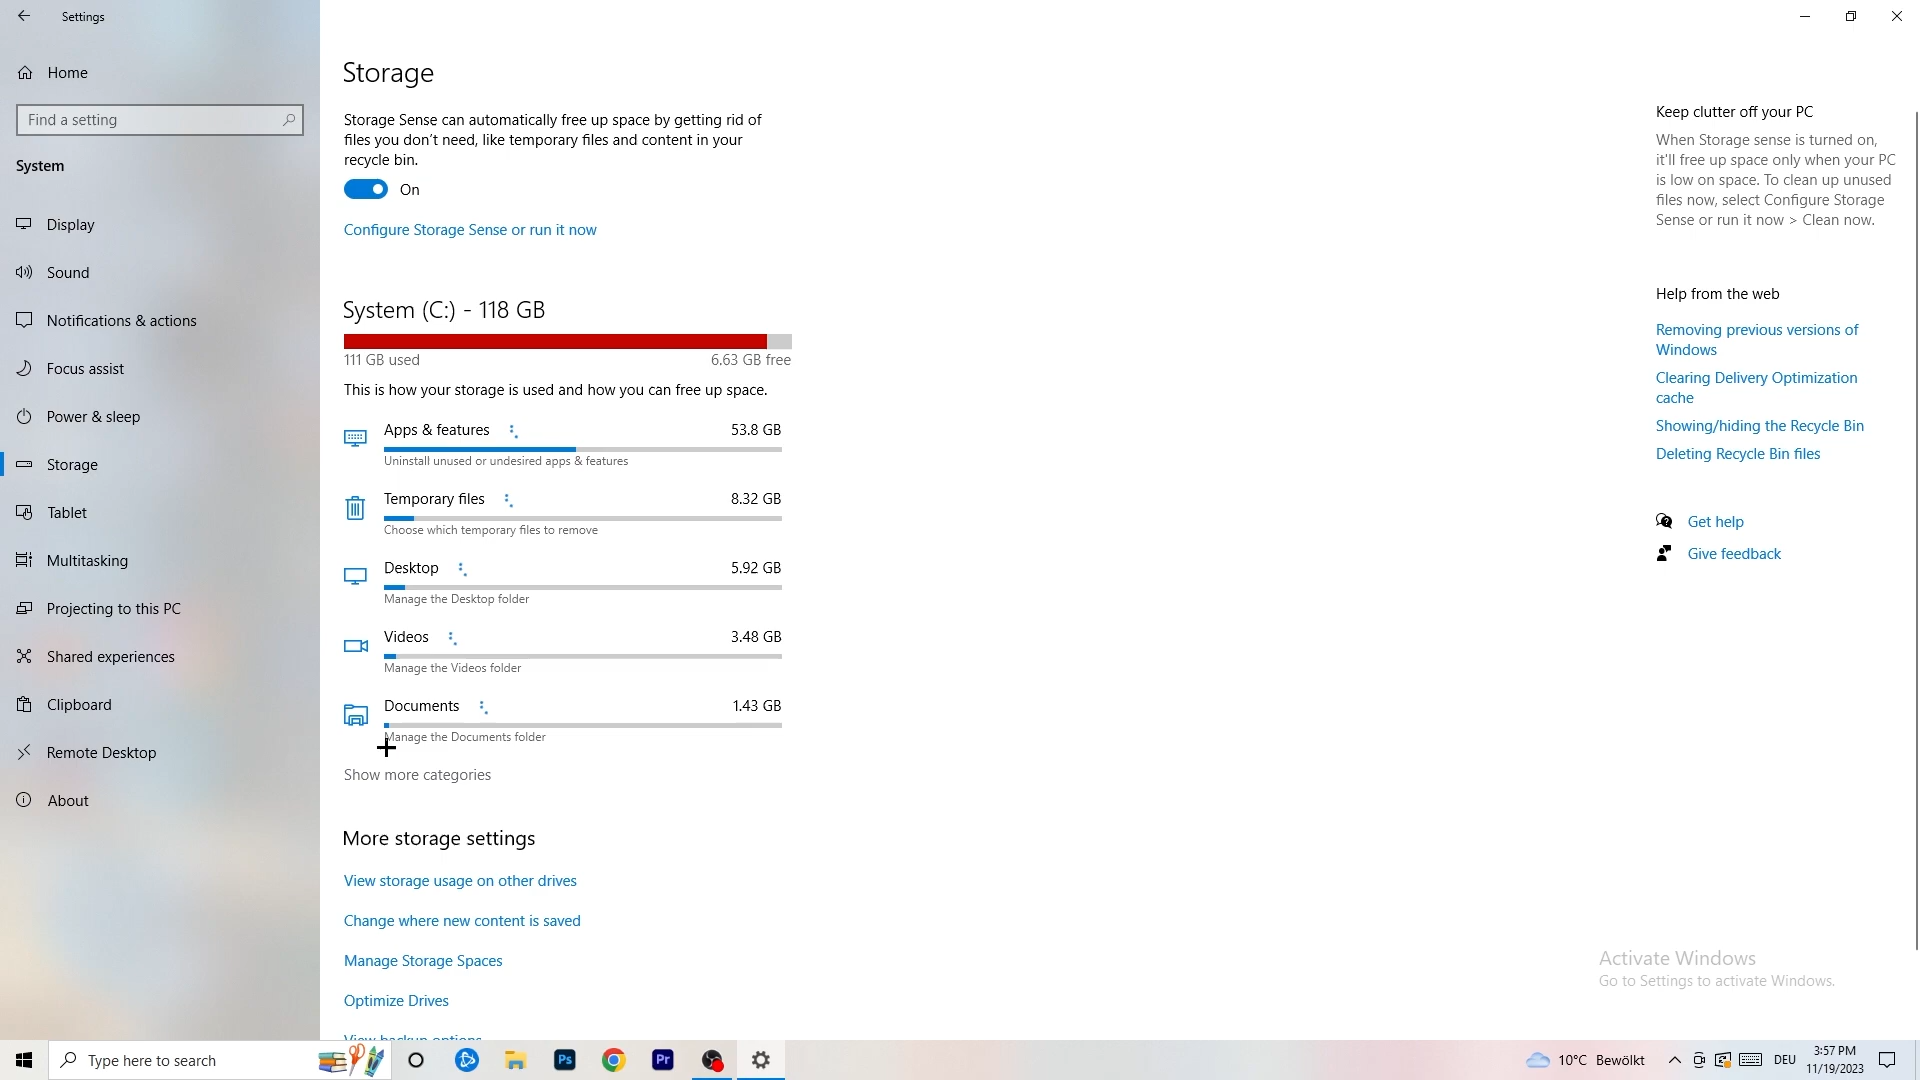 Settings
Home
Find a setting
System
Display
Sound
Notifications & actions
Focus assist
Power & sleep
Storage
Tablet
Multitasking
Projecting to this PC
Shared experiences
Clipboard
Remote Desktop
About
Storage
Storage Sense can automatically free up space by getting rid of
files you don't need, like temporary files and content in your
recycle bin.
On
Configure Storage Sense or run it now
System (C:) - 118 GB
111 GB used 6.63 GB free
This is how your storage is used and how you can free up space.
Apps & features 53.8 GB
Uninstall unused or undesired apps & features
Temporary files 8.32 GB
Choose which temporary files to remove
Desktop 5.92 GB
Manage the Desktop folder
Videos 3.48 GB
Manage the Videos folder
Documents 1.43 GB
Manage the Documents folder
Show more categories
More storage settings
View storage usage on other drives
Change where new content is saved
Manage Storage Spaces
Optimize Drives
View backup options
Keep clutter off your PC
When Storage sense is turned on,
it'll free up space only when your PC
is low on space. To clean up unused
files now, select Configure Storage
Sense or run it now > Clean now.
Help from the web
Removing previous versions of
Windows
Clearing Delivery Optimization
cache
Showing/hiding the Recycle Bin
Deleting Recycle Bin files
Get help
Give feedback
Activate Windows
Go to Settings to activate Windows.
Type here to search
Ps
Pr
10°C Bewölkt
DEU
3:57 PM
11/19/2023